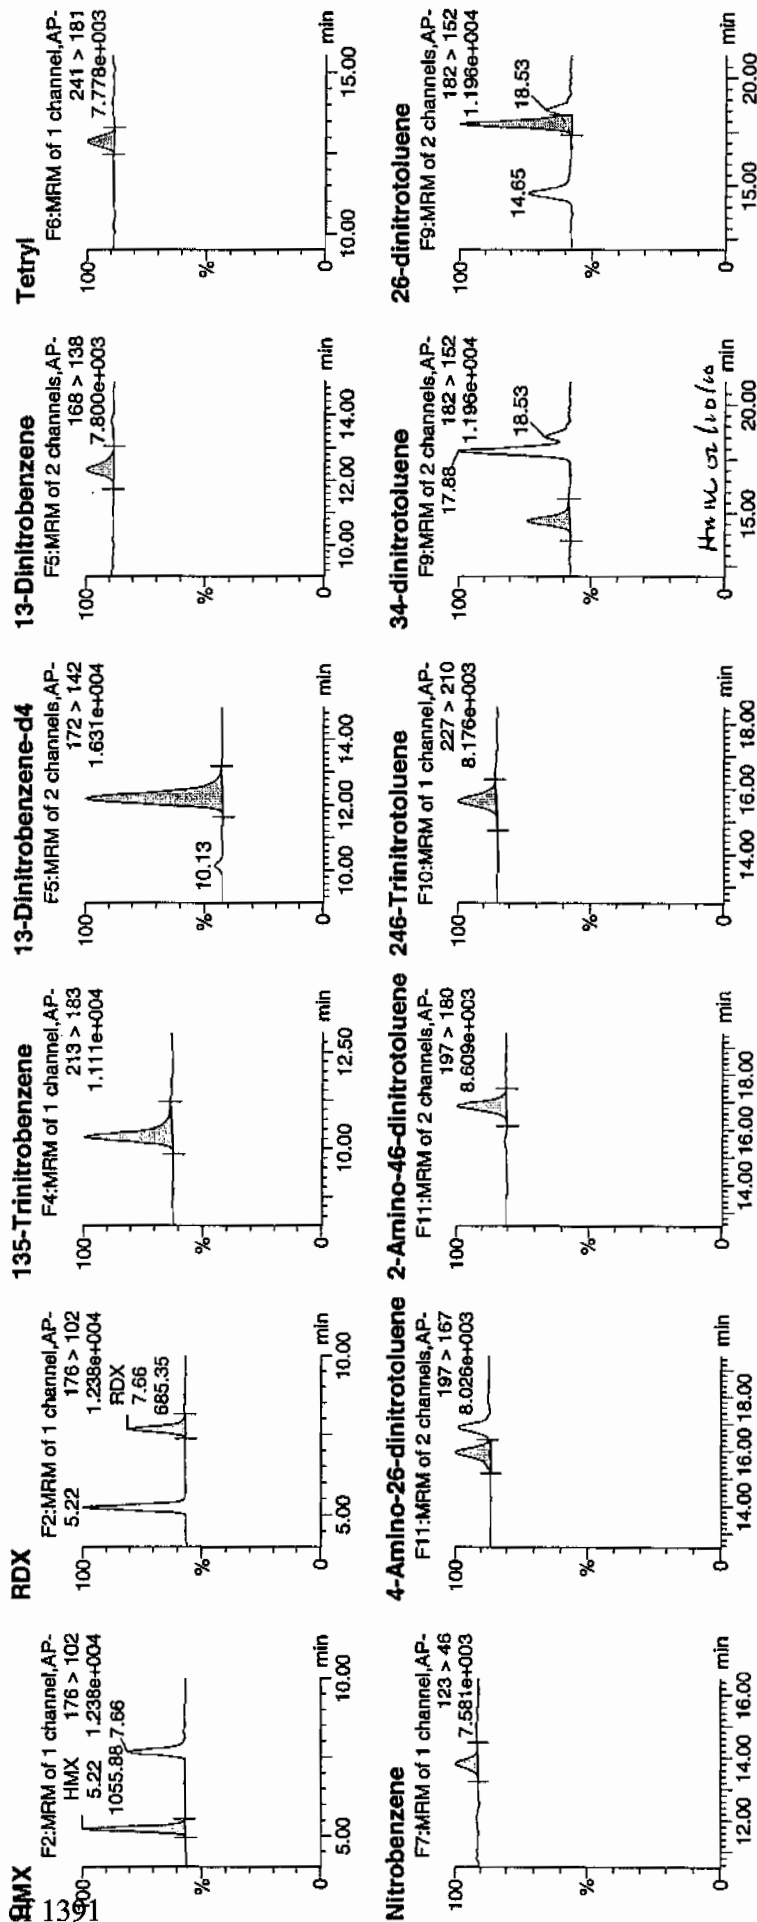 HMX
F2:MRM of 1 channel,AP-
176 > 102
1.238e+004
HMX
5.22
1055.88
7.66
100
%
0
5.00
10.00
min
RDX
F2:MRM of 1 channel,AP-
176 > 102
1.238e+004
5.22
RDX
7.66
685.35
100
%
0
5.00
10.00
min
135-Trinitrobenzene
F4:MRM of 1 channel,AP-
213 > 183
1.111e+004
100
%
0
10.00
12.50
min
13-Dinitrobenzene-d4
F5:MRM of 2 channels,AP-
172 > 142
1.631e+004
10.13
100
%
0
10.00
12.00
14.00
min
13-Dinitrobenzene
F5:MRM of 2 channels,AP-
168 > 138
7.800e+003
100
%
0
10.00
12.00
14.00
min
Tetryl
F6:MRM of 1 channel,AP-
241 > 181
7.778e+003
100
%
0
10.00
15.00
min
Nitrobenzene
F7:MRM of 1 channel,AP-
123 > 46
7.581e+003
100
%
0
12.00
14.00
16.00
min
4-Amino-26-dinitrotoluene
F11:MRM of 2 channels,AP-
197 > 167
8.026e+003
100
%
0
14.00
16.00
18.00
min
2-Amino-46-dinitrotoluene
F11:MRM of 2 channels,AP-
197 > 180
8.609e+003
100
%
0
14.00
16.00
18.00
min
246-Trinitrotoluene
F10:MRM of 1 channel,AP-
227 > 210
8.176e+003
100
%
0
14.00
16.00
18.00
min
34-dinitrotoluene
F9:MRM of 2 channels,AP-
182 > 152
1.196e+004
17.88
18.53
100
%
0
15.00
20.00
min
26-dinitrotoluene
F9:MRM of 2 channels,AP-
182 > 152
1.196e+004
14.65
18.53
100
%
0
15.00
20.00
min
1391